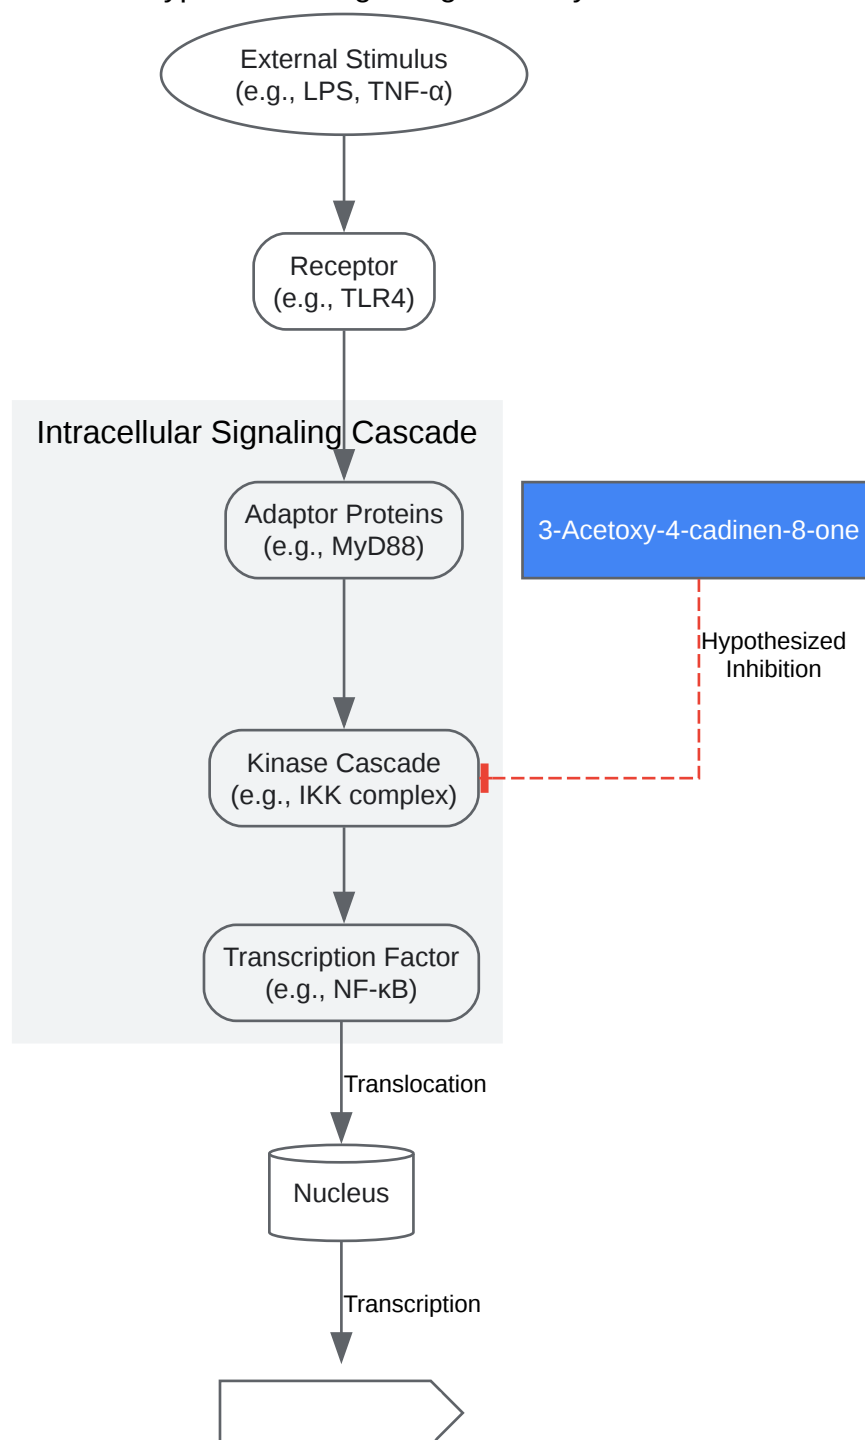 External Stimulus
(e.g., LPS, TNF-α)
Receptor
(e.g., TLR4)
Intracellular Signaling Cascade
Adaptor Proteins
(e.g., MyD88)
3-Acetoxy-4-cadinen-8-one
Hypothesized
Inhibition
Kinase Cascade
(e.g., IKK complex)
Transcription Factor
(e.g., NF-κB)
Translocation
Nucleus
Transcription